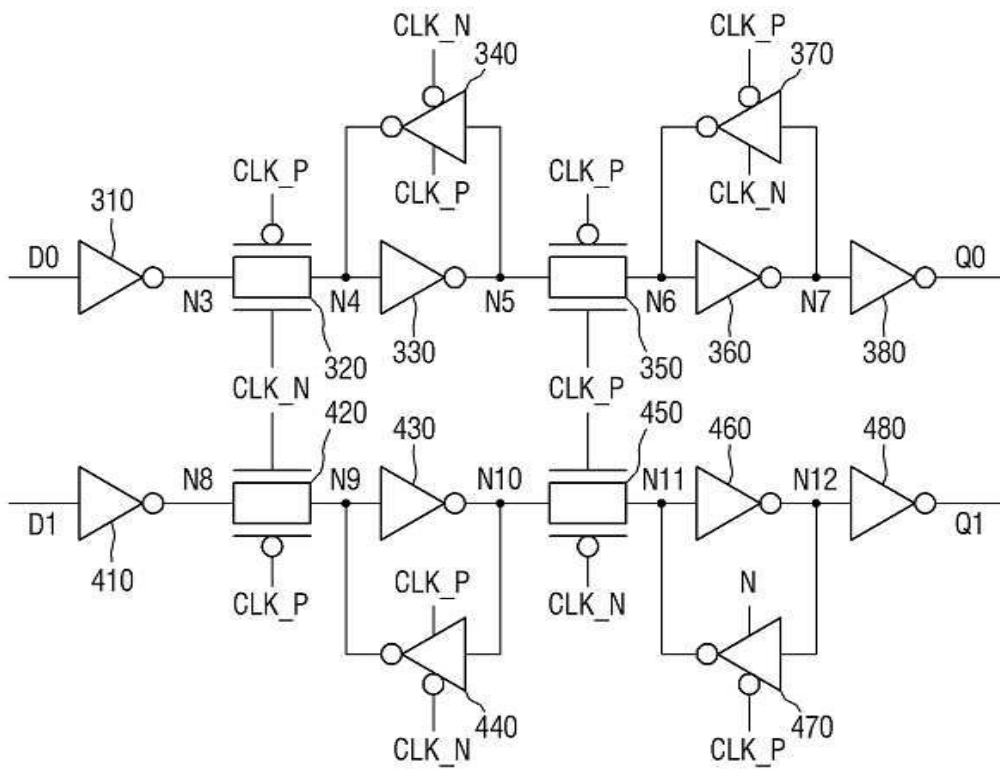 CLK_N
340
CLK_P
370
CLK_P
CLK_P
CLK_P
CLK_N
310
D0
N3
N4
N5
N6
N7
Q0
320
330
350
360
380
CLK_N
CLK_P
420
430
450
460
480
N8
N9
N10
N11
N12
D1
Q1
410
CLK_P
CLK_P
CLK_N
N
440
470
CLK_N
CLK_P